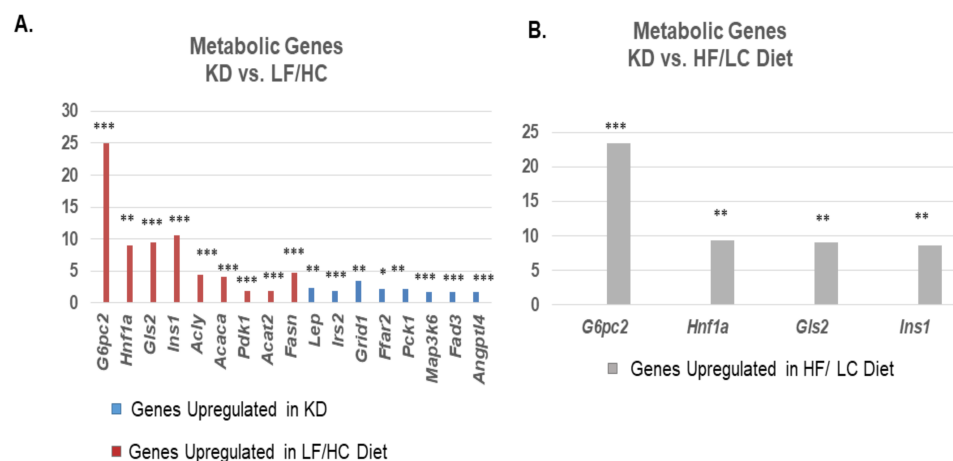 A.
Metabolic Genes
KD vs. LF/HC
30
25
20
15
10
5
0
***
**
***
***
***
***
***
***
***
**
***
**
*
**
***
***
***
G6pc2
Hnf1a
Gls2
Ins1
Acly
Acaca
Pdk1
Acat2
Fasn
Lep
Irs2
Grid1
Ffar2
Pck1
Map3k6
Fad3
Angptl4
Genes Upregulated in KD
Genes Upregulated in LF/HC Diet
B.
Metabolic Genes
KD vs. HF/LC Diet
25
20
15
10
5
0
***
**
**
**
G6pc2
Hnf1a
Gls2
Ins1
Genes Upregulated in HF/ LC Diet